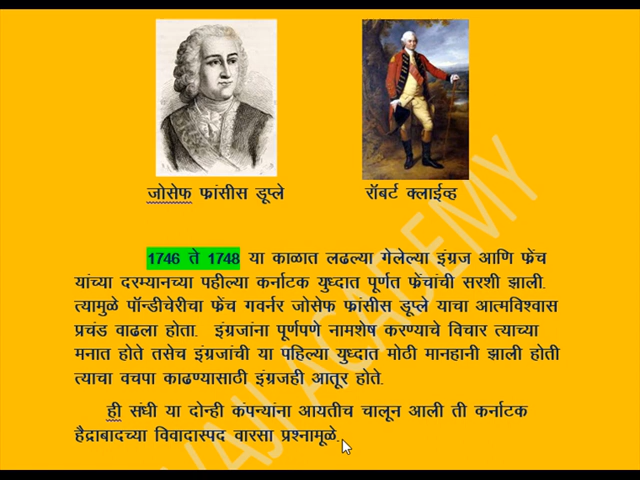 जोसेफ फ्रांसीस डूप्ले
रॉबर्ट क्लाईव्ह
1746 ते 1748 या काळात लढल्या गेलेल्या इंग्रज आणि फ्रेंच
यांच्या दरम्यानच्या पहील्या कर्नाटक युध्दात पूर्णत फ्रेंचांची सरशी झाली.
त्यामुळे पॉन्डीचेरीचा फ्रेंच गवर्नर जोसेफ फ्रांसीस डूप्ले याचा आत्मविश्वास
प्रचंड वाढला होता. इंग्रजांना पूर्णपणे नामशेष करण्याचे विचार त्याच्या
मनात होते तसेच इंग्रजांची या पहिल्या युध्दात मोठी मानहानी झाली होती
त्याचा वचपा काढण्यासाठी इंग्रजही आतूर होते.
ही संधी या दोन्ही कंपन्यांना आयतीच चालून आली ती कर्नाटक
हैद्राबादच्या विवादास्पद वारसा प्रश्नामूळे.
VAJI ACADEMY